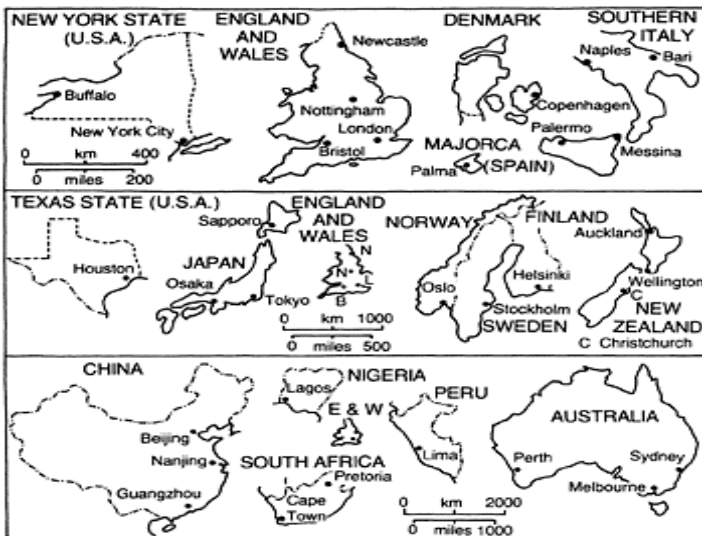 NEW YORK STATE
(U.S.A.)
Buffalo
New York City
0 km 400
0 miles 200
ENGLAND
AND
WALES
Newcastle
Nottingham
London
Bristol
DENMARK
Copenhagen
MAJORCA
(SPAIN)
Palma
SOUTHERN
ITALY
Naples
Bari
Palermo
Messina
TEXAS STATE (U.S.A.)
Houston
Sapporo
JAPAN
Osaka
Tokyo
ENGLAND
AND
WALES
N
N
L
B
0 km 1000
0 miles 500
NORWAY
FINLAND
Oslo
Helsinki
Stockholm
SWEDEN
Auckland
Wellington
C
NEW
ZEALAND
C Christchurch
CHINA
Beijing
Nanjing
Guangzhou
NIGERIA
Lagos
E & W
SOUTH AFRICA
Pretoria
Cape
Town
PERU
Lima
0 km 2000
0 miles 1000
AUSTRALIA
Perth
Sydney
Melbourne